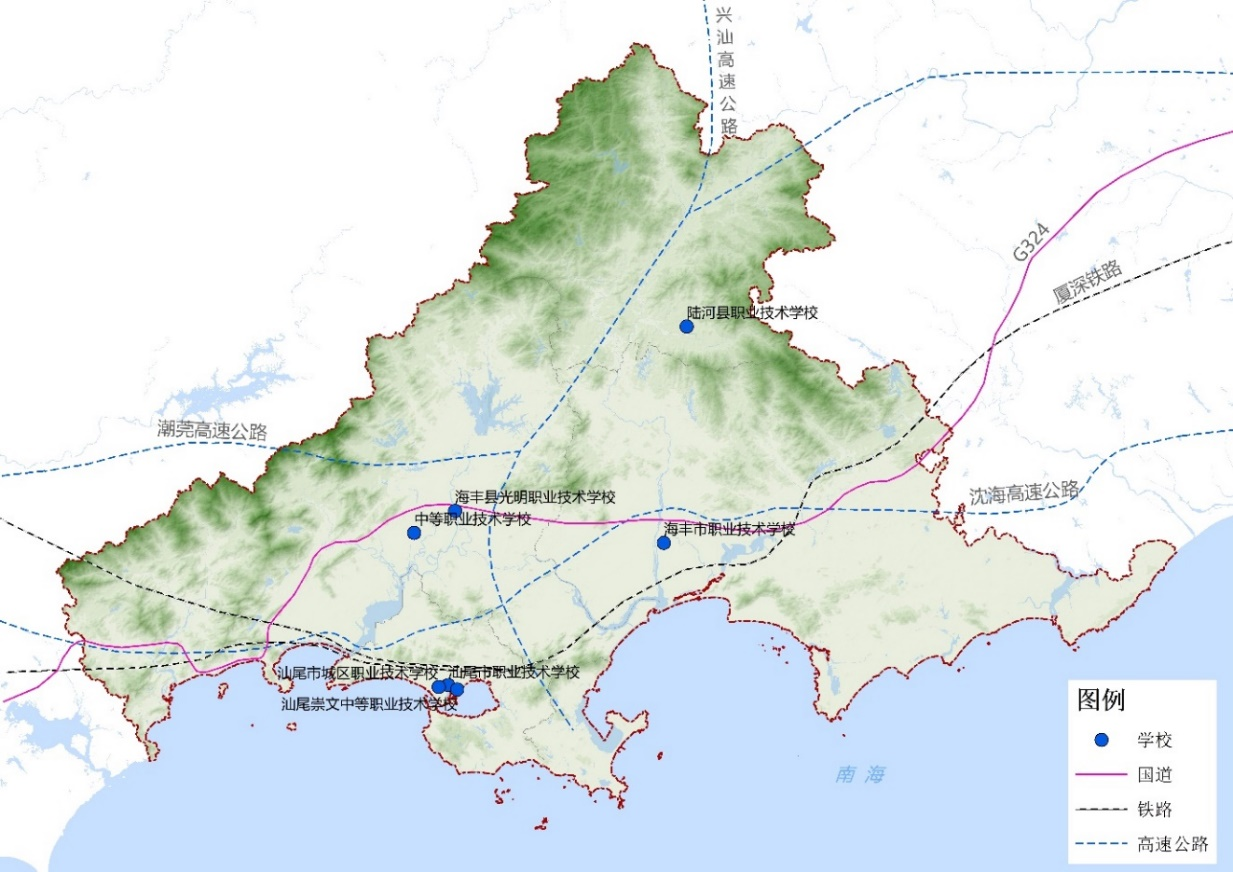 兴汕高速公路
G324
厦深铁路
陆河县职业技术学校
潮莞高速公路
沈海高速公路
海丰县光明职业技术学校
中等职业技术学校
海丰市职业技术学校
汕尾市城区职业技术学校
汕尾市职业技术学校
汕尾崇文中等职业技术学校
南海
图例
学校
国道
铁路
高速公路